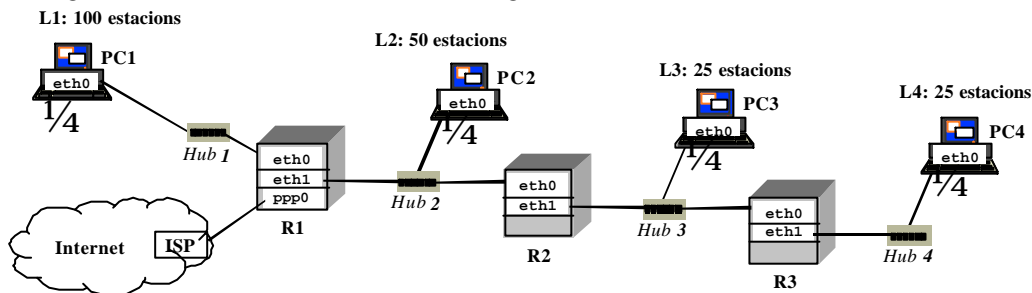 L1: 100 estacions
PC1
eth0
1/4
Hub 1
L2: 50 estacions
PC2
eth0
1/4
Hub 2
L3: 25 estacions
PC3
eth0
1/4
Hub 3
L4: 25 estacions
PC4
eth0
1/4
Hub 4
eth0
eth1
ppp0
R1
eth0
eth1
R2
eth0
eth1
R3
Internet
ISP